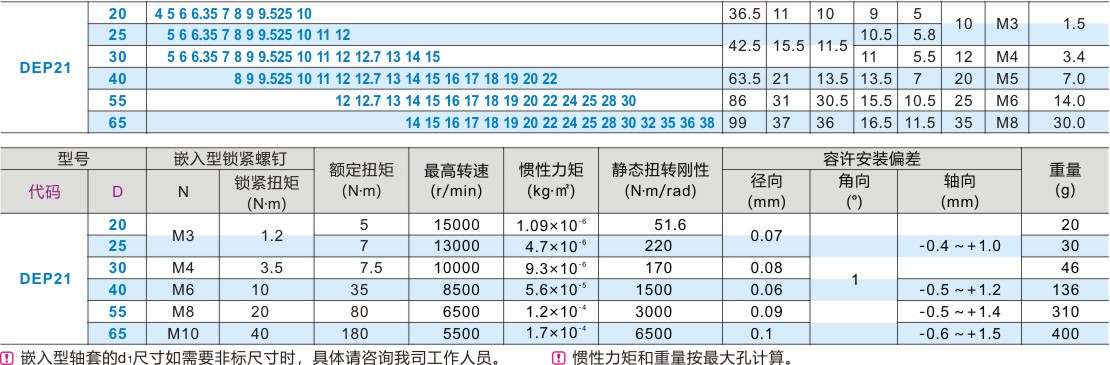 20 4 5 6 6.35 7 8 9 9.525 10 36.5 11 10 9 5 10 M3 1.5
25 5 6 6.35 7 8 9 9.525 10 11 12 42.5 15.5 11.5 10.5 5.8
DEP21 30 5 6 6.35 7 8 9 9.525 10 11 12 12.7 13 14 15 11 5.5 12 M4 3.4
40 8 9 9.525 10 11 12 12.7 13 14 15 16 17 18 19 20 22 63.5 21 13.5 13.5 7 20 M5 7.0
55 12 12.7 13 14 15 16 17 18 19 20 22 24 25 28 30 86 31 30.5 15.5 10.5 25 M6 14.0
65 14 15 16 17 18 19 20 22 24 25 28 30 32 35 36 38 99 37 36 16.5 11.5 35 M8 30.0
型号 嵌入型锁紧螺钉 额定扭矩 (N·m) 最高转速 (r/min) 惯性力矩 (kg·m²) 静态扭转刚性 (N·m/rad) 容许安装偏差 重量 (g)
代码 D N 锁紧扭矩 (N·m) 径向 (mm) 角向 (°) 轴向 (mm)
20 M3 1.2 5 15000 1.09×10⁻⁶ 51.6 0.07 1 -0.4 ~ +1.0 20
25 7 13000 4.7×10⁻⁶ 220 30
DEP21 30 M4 3.5 7.5 10000 9.3×10⁻⁶ 170 0.08 46
40 M6 10 35 8500 5.6×10⁻⁵ 1500 0.06 -0.5 ~ +1.2 136
55 M8 20 80 6500 1.2×10⁻⁴ 3000 0.09 -0.5 ~ +1.4 310
65 M10 40 180 5500 1.7×10⁻⁴ 6500 0.1 -0.6 ~ +1.5 400
! 嵌入型轴套的d₁尺寸如需要非标尺寸时，具体请咨询我司工作人员。 ! 惯性力矩和重量按最大孔计算。